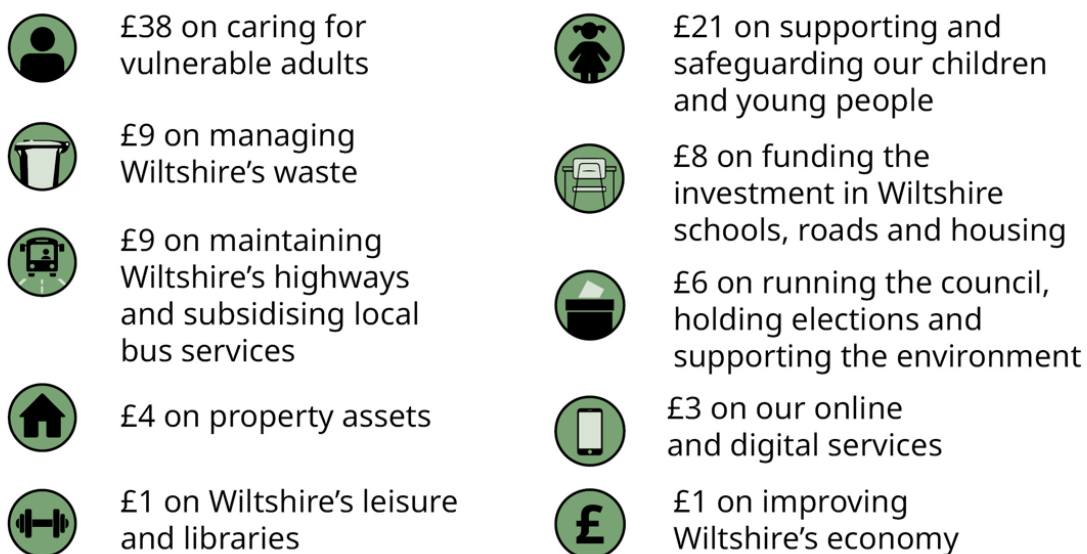 £38 on caring for
vulnerable adults
£9 on managing
Wiltshire’s waste
£9 on maintaining
Wiltshire’s highways
and subsidising local
bus services
£4 on property assets
£1 on Wiltshire’s leisure
and libraries
£21 on supporting and
safeguarding our children
and young people
£8 on funding the
investment in Wiltshire
schools, roads and housing
£6 on running the council,
holding elections and
supporting the environment
£3 on our online
and digital services
£
£1 on improving
Wiltshire’s economy